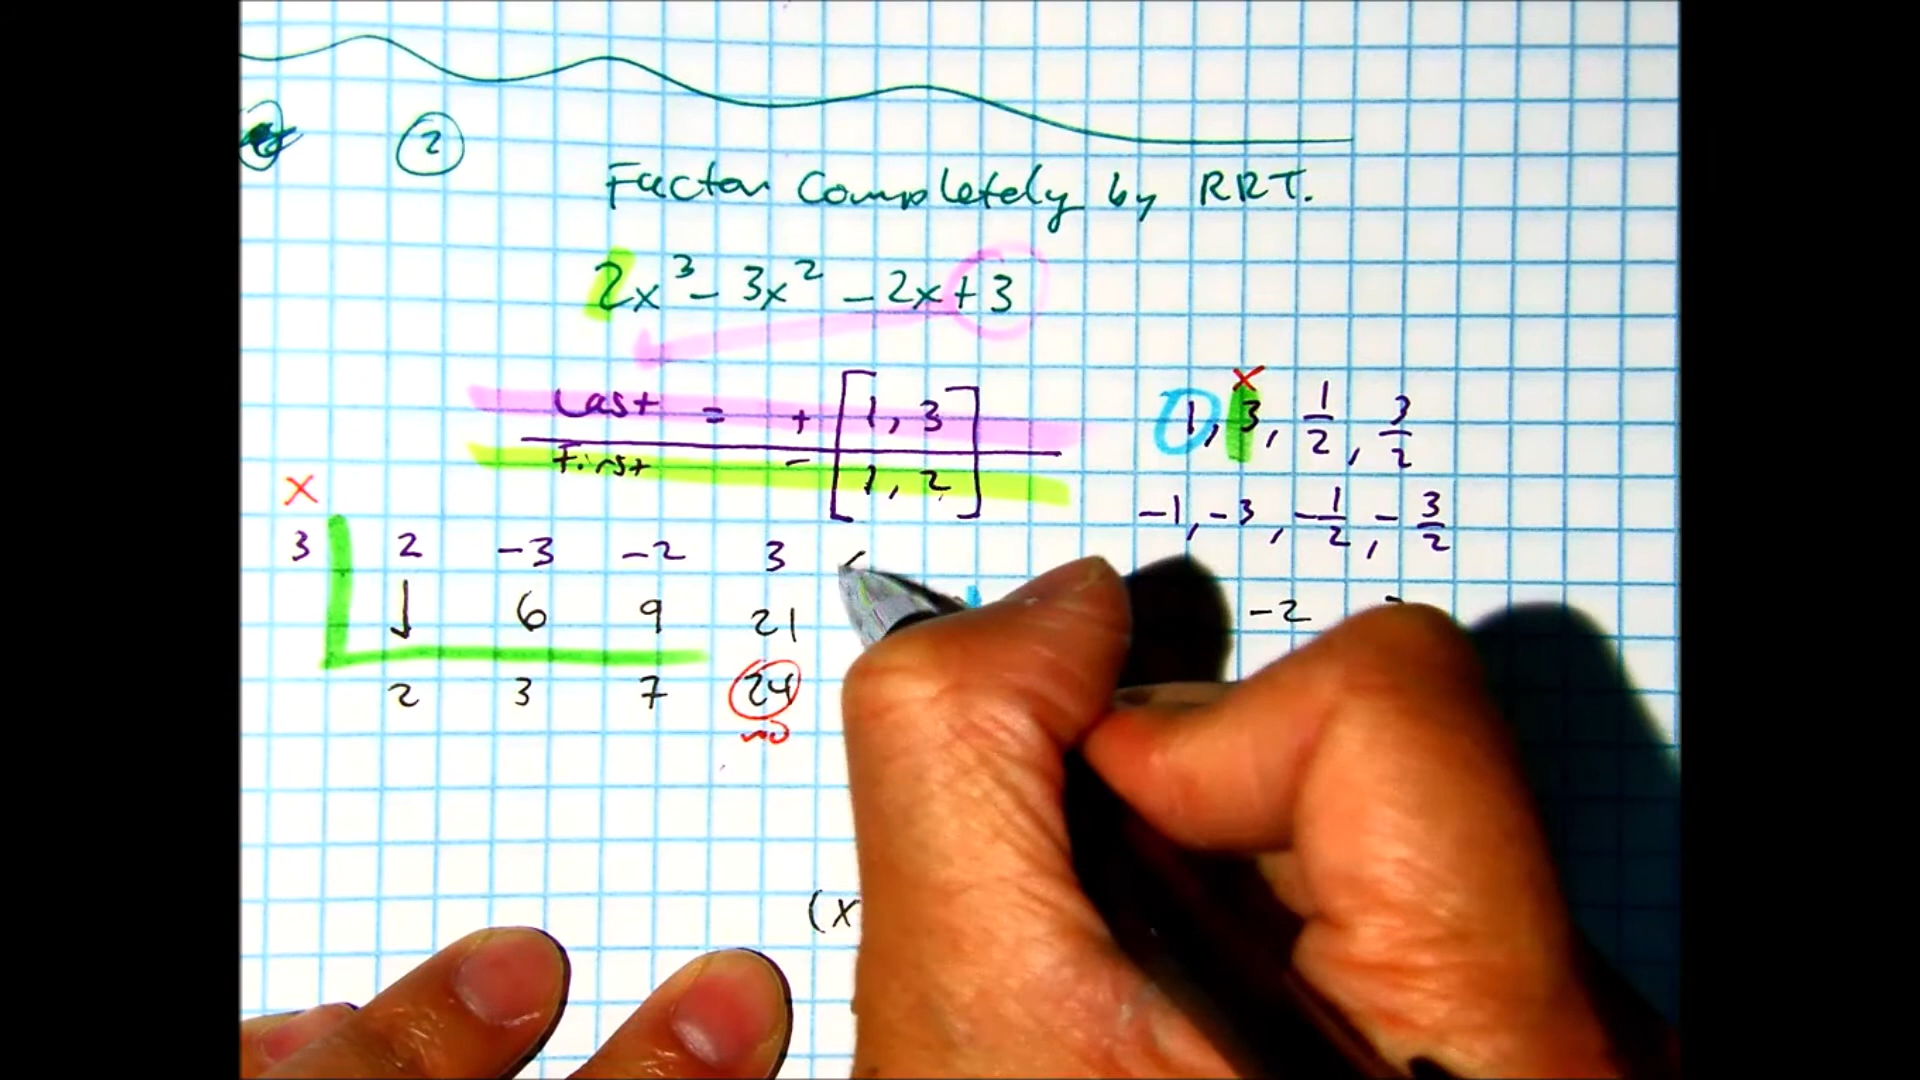 2
Factor Completely by RRT.
2x³ - 3x² - 2x + 3
Last = + [1, 3]
First - [1, 2]
1, 3, 1/2, 3/2
-1, -3, -1/2, -3/2
x
x
3 2 -3 -2 3
6 9 21
2 3 7 24
no
-2
(x